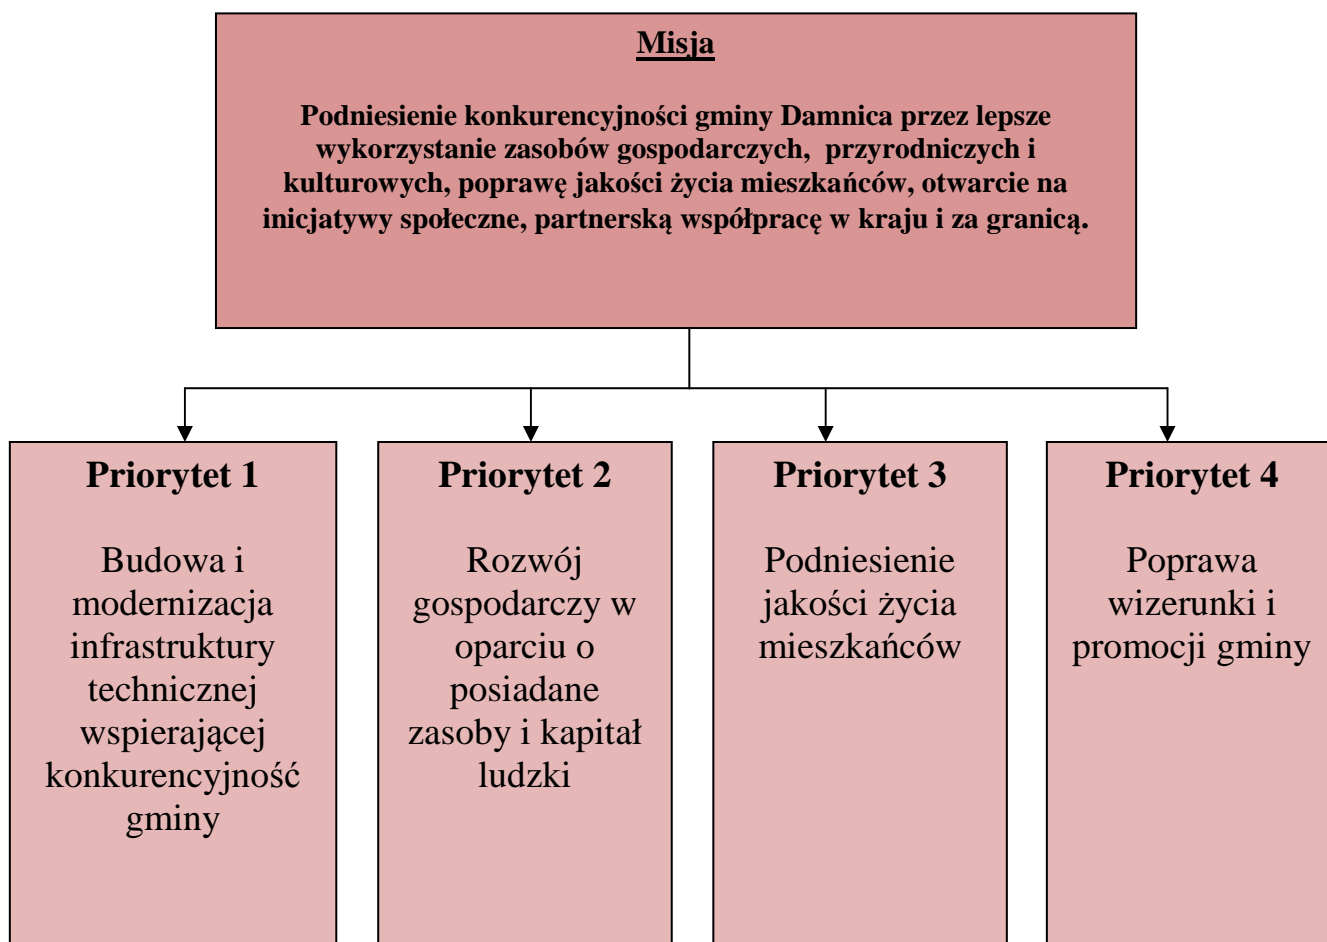 Misja
Podniesienie konkurencyjności gminy Damnica przez lepsze
wykorzystanie zasobów gospodarczych, przyrodniczych i
kulturowych, poprawę jakości życia mieszkańców, otwarcie na
inicjatywy społeczne, partnerską współpracę w kraju i za granicą.
Priorytet 1
Budowa i
modernizacja
infrastruktury
technicznej
wspierającej
konkurencyjność
gminy
Priorytet 2
Rozwój
gospodarczy w
oparciu o
posiadane
zasoby i kapitał
ludzki
Priorytet 3
Podniesienie
jakości życia
mieszkańców
Priorytet 4
Poprawa
wizerunki i
promocji gminy